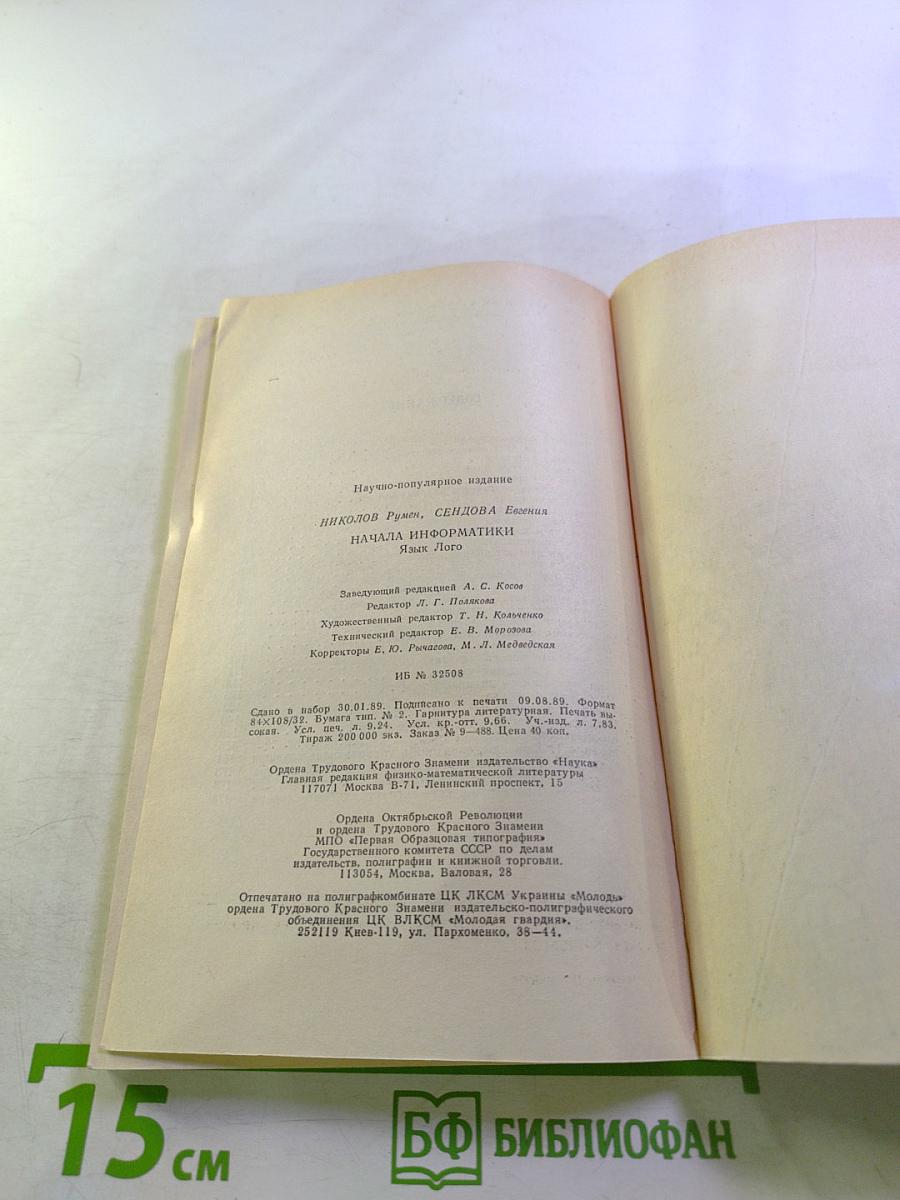 Научно-популярное издание
НИКОЛОВ Румен, СЕНДОВА Евгения
НАЧАЛА ИНФОРМАТИКИ
Язык Лого
Заведующий редакцией А. С. Косов
Редактор Л. Г. Полякова
Художественный редактор Т. Н. Кольченко
Технический редактор Е. В. Морозова
Корректоры Е. Ю. Рычагова, М. Л. Медведская
ИБ № 32508
Сдано в набор 30.01.89. Подписано к печати 09.08.89. Формат
84×108/32. Бумага тип. № 2. Гарнитура литературная. Печать вы-
сокая. Усл. печ. л. 9,24. Усл. кр.-отт. 9,66. Уч.-изд. л. 7,83.
Тираж 200 000 экз. Заказ № 9—488. Цена 40 коп.
Ордена Трудового Красного Знамени издательство «Наука»
Главная редакция физико-математической литературы
117071 Москва В-71, Ленинский проспект, 15
Ордена Октябрьской Революции
и ордена Трудового Красного Знамени
МПО «Первая Образцовая типография»
Государственного комитета СССР по делам
издательств, полиграфии и книжной торговли.
113054, Москва, Валовая, 28
Отпечатано на полиграфкомбинате ЦК ЛКСМ Украины «Молодь»
ордена Трудового Красного Знамени издательско-полиграфического
объединения ЦК ВЛКСМ «Молодая гвардия».
252119 Киев-119, ул. Пархоменко, 38—44.
15 см
БФ БИБЛИОФАН